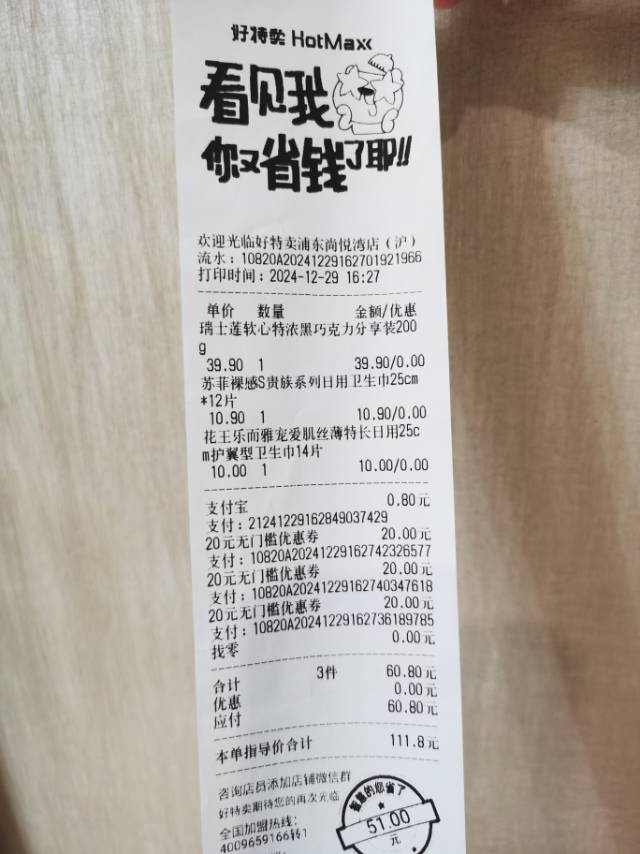 好特卖 HotMaxx
看见我
你又省钱了耶!!
欢迎光临好特卖浦东尚悦湾店(沪)
流水:10820A20241229162701921966
打印时间:2024-12-29 16:27
单价 数量 金额/优惠
瑞士莲软心特浓黑巧克力分享装200
g
39.90 1 39.90/0.00
苏菲裸感S贵族系列日用卫生巾25cm
*12片
10.90 1 10.90/0.00
花王乐而雅宠爱肌丝薄特长日用25c
m护翼型卫生巾14片
10.00 1 10.00/0.00
支付宝 0.80元
支付:21241229162849037429
20元无门槛优惠券 20.00元
支付:10820A20241229162742326577
20元无门槛优惠券 20.00元
支付:10820A20241229162740347618
20元无门槛优惠券 20.00元
支付:10820A20241229162736189785
找零 0.00元
合计 3件 60.80元
优惠 0.00元
应付 60.80元
本单指导价合计 111.8元
咨询店员添加店铺微信群
好特卖期待您的再次光临
全国加盟热线:
4009659166转1
的您省了
51.00
元